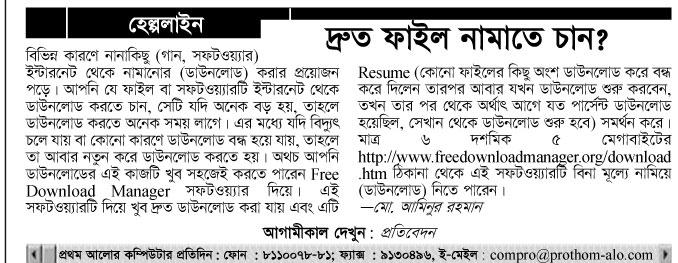 হেল্পলাইন
দ্রুত ফাইল নামাতে চান?
বিভিন্ন কারণে নানাকিছু (গান, সফটওয়্যার)
ইন্টারনেট থেকে নামানোর (ডাউনলোড) করার প্রয়োজন
পড়ে। আপনি যে ফাইল বা সফটওয়্যারটি ইন্টারনেট থেকে
ডাউনলোড করতে চান, সেটি যদি অনেক বড় হয়, তাহলে
ডাউনলোড করতে অনেক সময় লাগে। এর মধ্যে যদি বিদ্যুৎ
চলে যায় বা কোনো কারণে ডাউনলোড বন্ধ হয়ে যায়, তাহলে
তা আবার নতুন করে ডাউনলোড করতে হয়। অথচ আপনি
ডাউনলোডের এই কাজটি খুব সহজেই করতে পারেন Free
Download Manager সফটওয়্যার দিয়ে। এই
সফটওয়্যারটি দিয়ে খুব দ্রুত ডাউনলোড করা যায় এবং এটি
Resume (কোনো ফাইলের কিছু অংশ ডাউনলোড করে বন্ধ
করে দিলেন তারপর আবার যখন ডাউনলোড শুরু করবেন,
তখন তার পর থেকে অর্থাৎ আগে যত পার্সেন্ট ডাউনলোড
হয়েছিল, সেখান থেকে ডাউনলোড শুরু হবে) সমর্থন করে।
মাত্র ৬ দশমিক ৫ মেগাবাইটের
http://www.freedownloadmanager.org/download
.htm ঠিকানা থেকে এই সফটওয়্যারটি বিনা মূল্যে নামিয়ে
(ডাউনলোড) নিতে পারেন।
—মো. আমিনুর রহমান
আগামীকাল দেখুন : প্রতিবেদন
প্রথম আলোর কম্পিউটার প্রতিদিন : ফোন : ৮১১০০৭৮-৮১; ফ্যাক্স : ৯১৩০৪৯৬, ই-মেইল : compro@prothom-alo.com